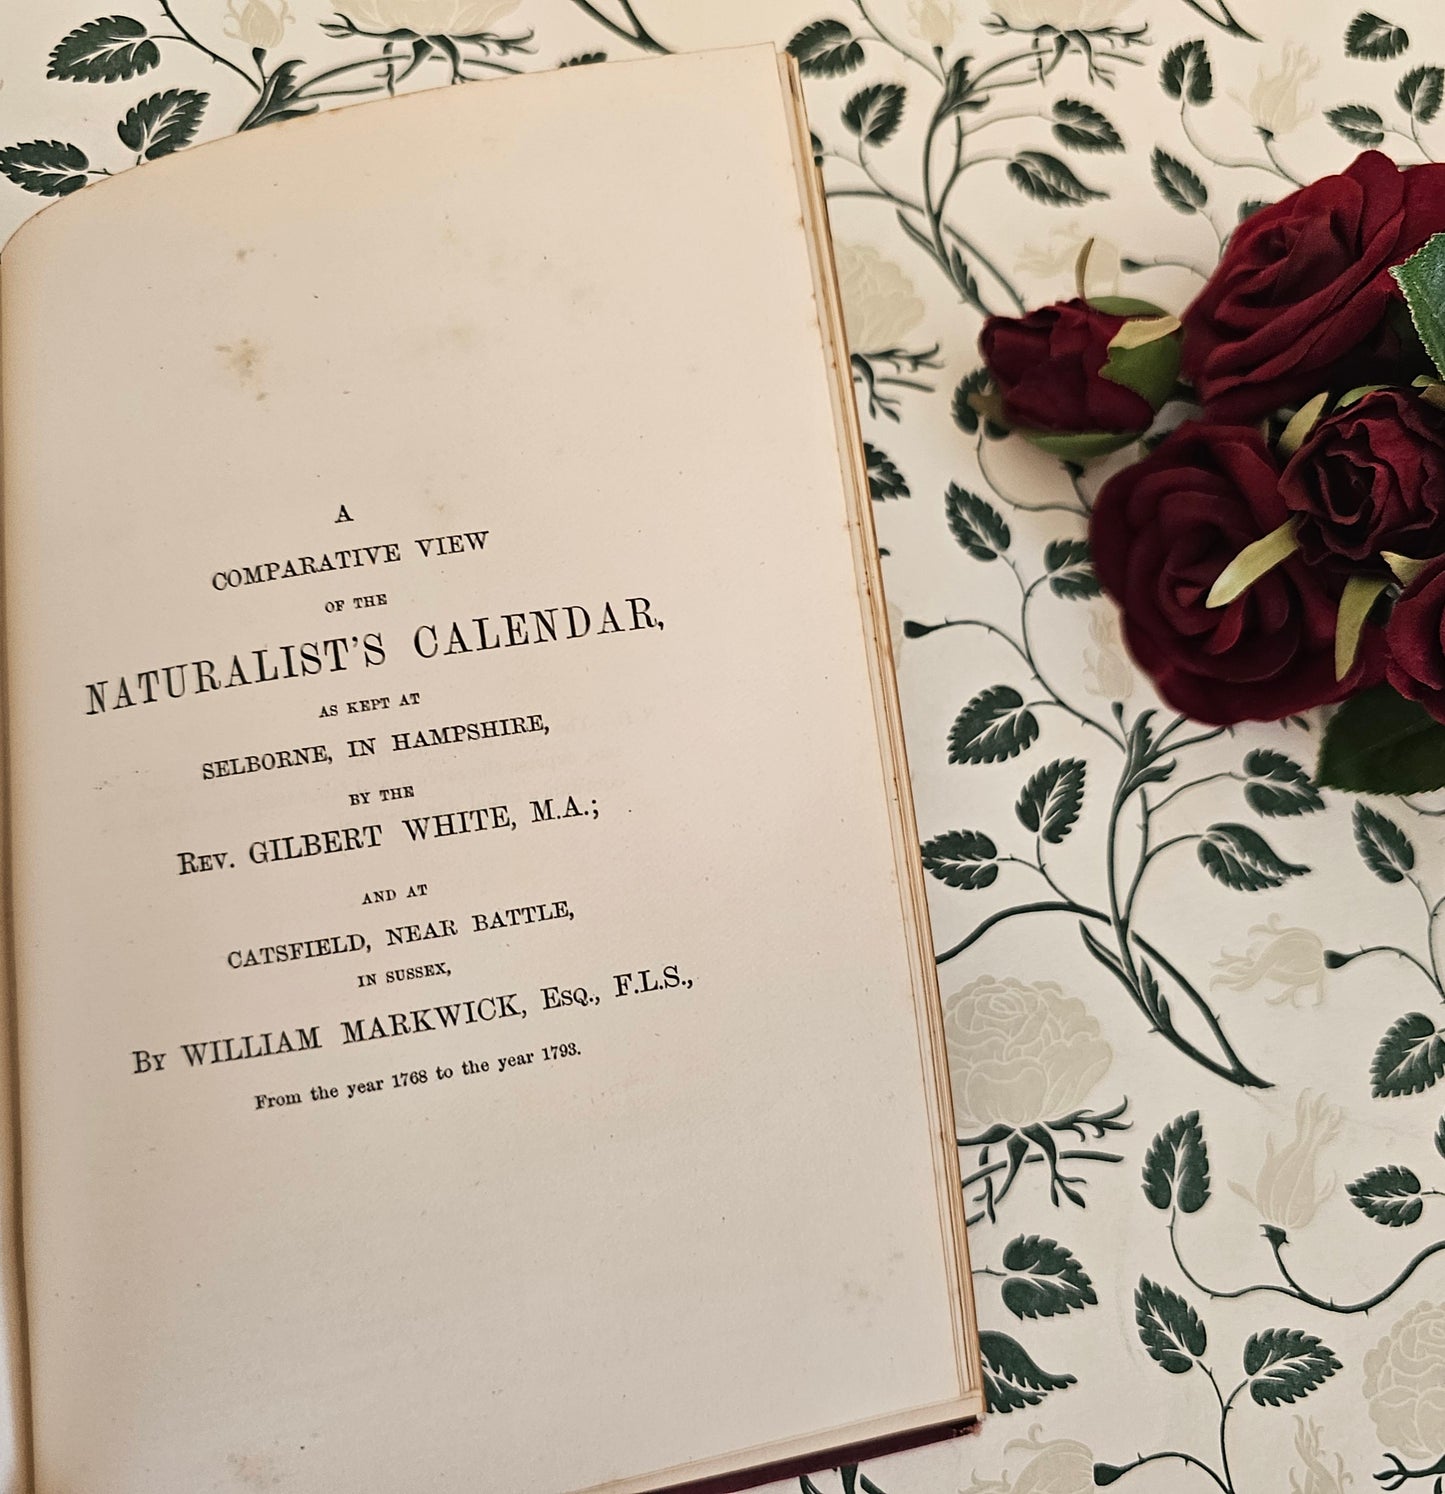 A
COMPARATIVE VIEW
OF THE
NATURALIST'S CALENDAR,
AS KEPT AT
SELBORNE, IN HAMPSHIRE,
BY THE
REV. GILBERT WHITE, M.A.;
AND AT
CATSFIELD, NEAR BATTLE,
IN SUSSEX,
BY WILLIAM MARKWICK, ESQ., F.L.S.,
From the year 1768 to the year 1793.